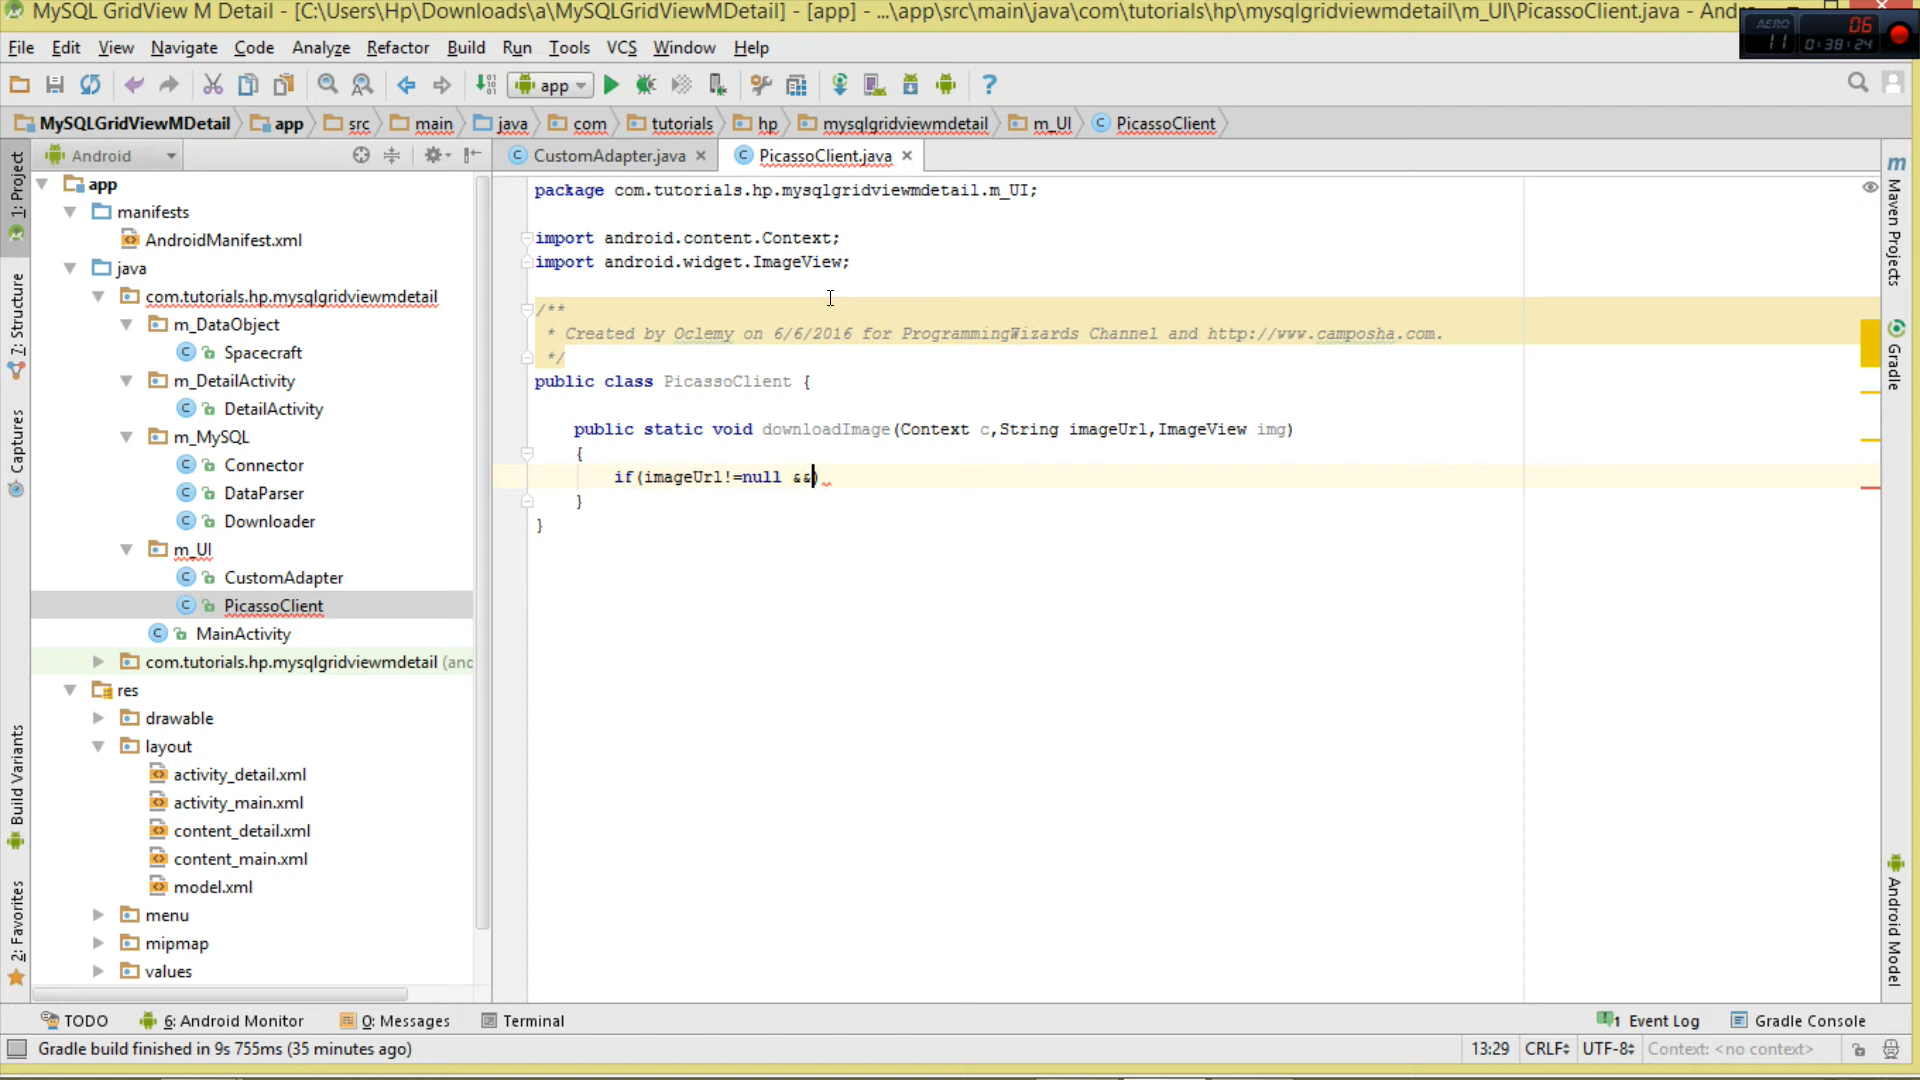 MySQL GridView M Detail - [C:\Users\Hp\Downloads\a\MySQLGridViewMDetail] - [app] - ...\app\src\main\java\com\tutorials\hp\mysqlgridviewmdetail\m_UI\PicassoClient.java - Andro
AERO 11 06 0:38:24
File Edit View Navigate Code Analyze Refactor Build Run Tools VCS Window Help
app
MySQLGridViewMDetail app src main java com tutorials hp mysqlgridviewmdetail m_UI PicassoClient
Android
CustomAdapter.java
PicassoClient.java
1: Project
7: Structure
Captures
Build Variants
2: Favorites
app
manifests
AndroidManifest.xml
java
com.tutorials.hp.mysqlgridviewmdetail
m_DataObject
Spacecraft
m_DetailActivity
DetailActivity
m_MySQL
Connector
DataParser
Downloader
m_UI
CustomAdapter
PicassoClient
MainActivity
com.tutorials.hp.mysqlgridviewmdetail (and
res
drawable
layout
activity_detail.xml
activity_main.xml
content_detail.xml
content_main.xml
model.xml
menu
mipmap
values
package com.tutorials.hp.mysqlgridviewmdetail.m_UI;
import android.content.Context;
import android.widget.ImageView;
/**
* Created by Oclemy on 6/6/2016 for ProgrammingWizards Channel and http://www.camposha.com.
*/
public class PicassoClient {
public static void downloadImage(Context c,String imageUrl,ImageView img)
{
if(imageUrl!=null &&)
}
}
Maven Projects
Gradle
Android Model
TODO 6: Android Monitor 0: Messages Terminal 1 Event Log Gradle Console
Gradle build finished in 9s 755ms (35 minutes ago) 13:29 CRLF UTF-8 Context: <no context>